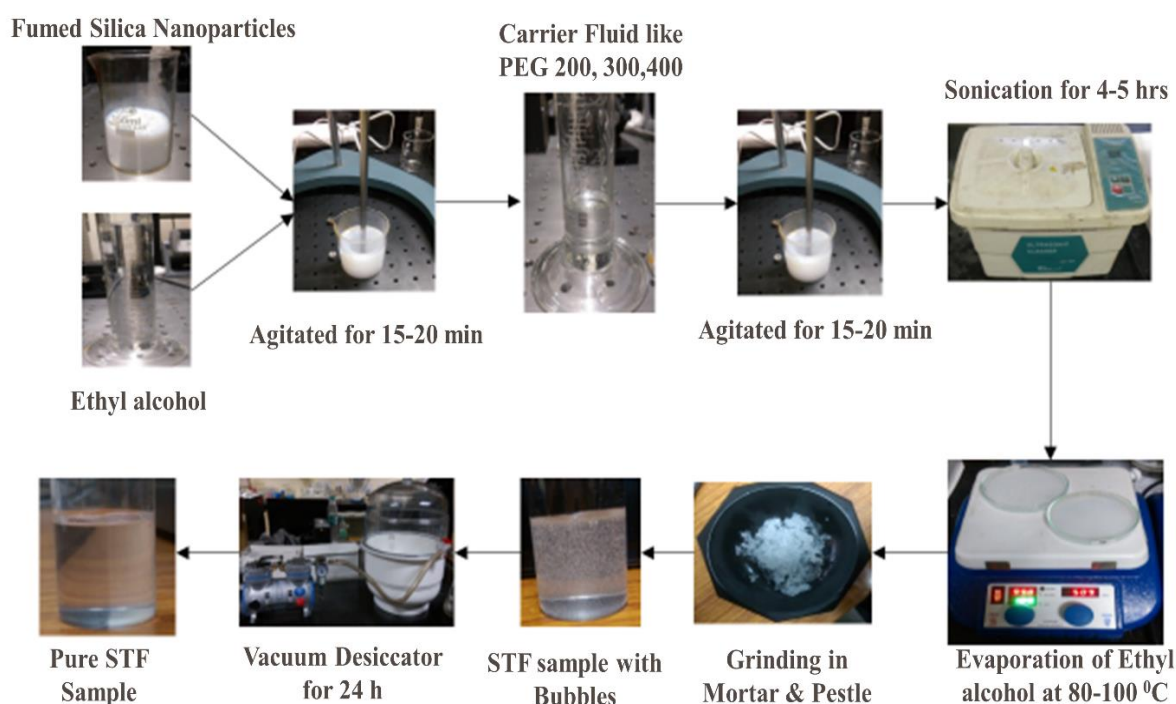 Fumed Silica Nanoparticles
Carrier Fluid like
PEG 200, 300,400
Sonication for 4-5 hrs
Agitated for 15-20 min
Agitated for 15-20 min
Ethyl alcohol
Pure STF
Sample
Vacuum Desiccator
for 24 h
STF sample with
Bubbles
Grinding in
Mortar & Pestle
Evaporation of Ethyl
alcohol at 80-100 ⁰C